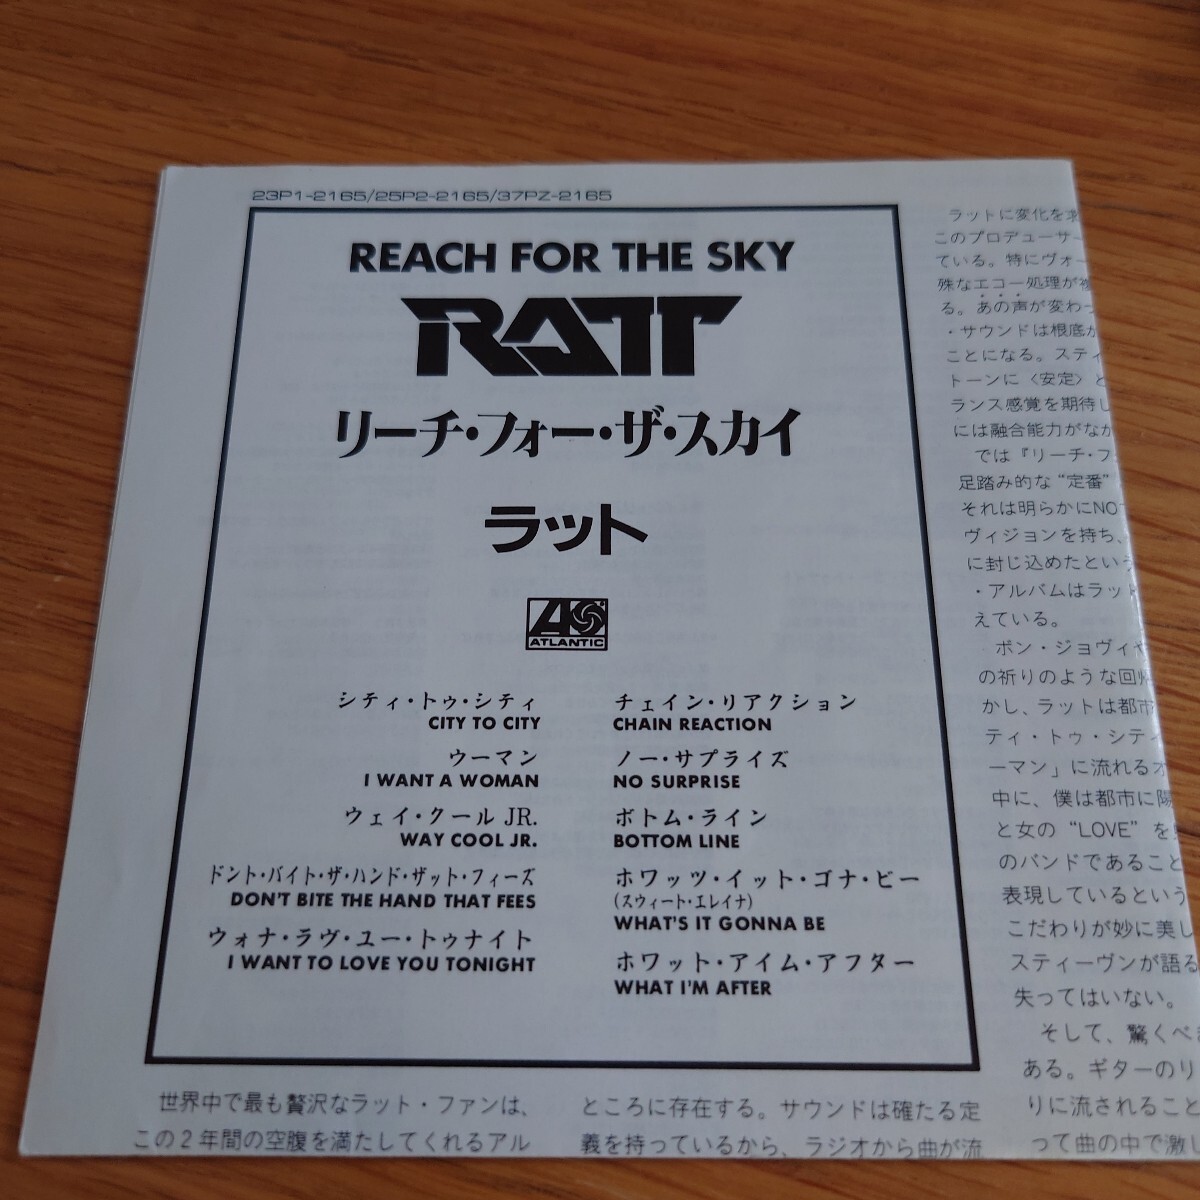 23P1-2165/25P2-2165/37PZ-2165
REACH FOR THE SKY
RATT
リーチ・フォー・ザ・スカイ
ラット
ATLANTIC
シティ・トゥ・シティ
CITY TO CITY
ウーマン
I WANT A WOMAN
ウェイ・クールJR.
WAY COOL JR.
ドント・バイト・ザ・ハンド・ザット・フィーズ
DON'T BITE THE HAND THAT FEES
ウォナ・ラヴ・ユー・トゥナイト
I WANT TO LOVE YOU TONIGHT
チェイン・リアクション
CHAIN REACTION
ノー・サプライズ
NO SURPRISE
ボトム・ライン
BOTTOM LINE
ホワッツ・イット・ゴナ・ビー
(スウィート・エレイナ)
WHAT'S IT GONNA BE
ホワット・アイム・アフター
WHAT I'M AFTER
世界中で最も贅沢なラット・ファンは、
この2年間の空腹を満たしてくれるアル
ところに存在する。サウンドは確たる定
義を持っているから、ラジオから曲が流
ラットに変化を
このプロデューサー
ている。特にヴォー
殊なエコー処理が
る。あの声が変わっ
・サウンドは根底か
ことになる。スティ
トーンに〈安定〉と
ランス感覚を期待し
には融合能力がなか
では『リーチ・フ
足踏み的な“定番”
それは明らかにNO
ヴィジョンを持ち、
に封じ込めたという
・アルバムはラット
えている。
ボン・ジョヴィや
の祈りのような回帰
かし、ラットは都市
ティ・トゥ・シティ
ーマン」に流れるオ
中に、僕は都市に
と女の“LOVE”を
のバンドであること
表現しているという
こだわりが妙に美し
スティーヴンが語る
失ってはいない。
そして、驚くべき
ある。ギターのリ
りに流されること
って曲の中で激し